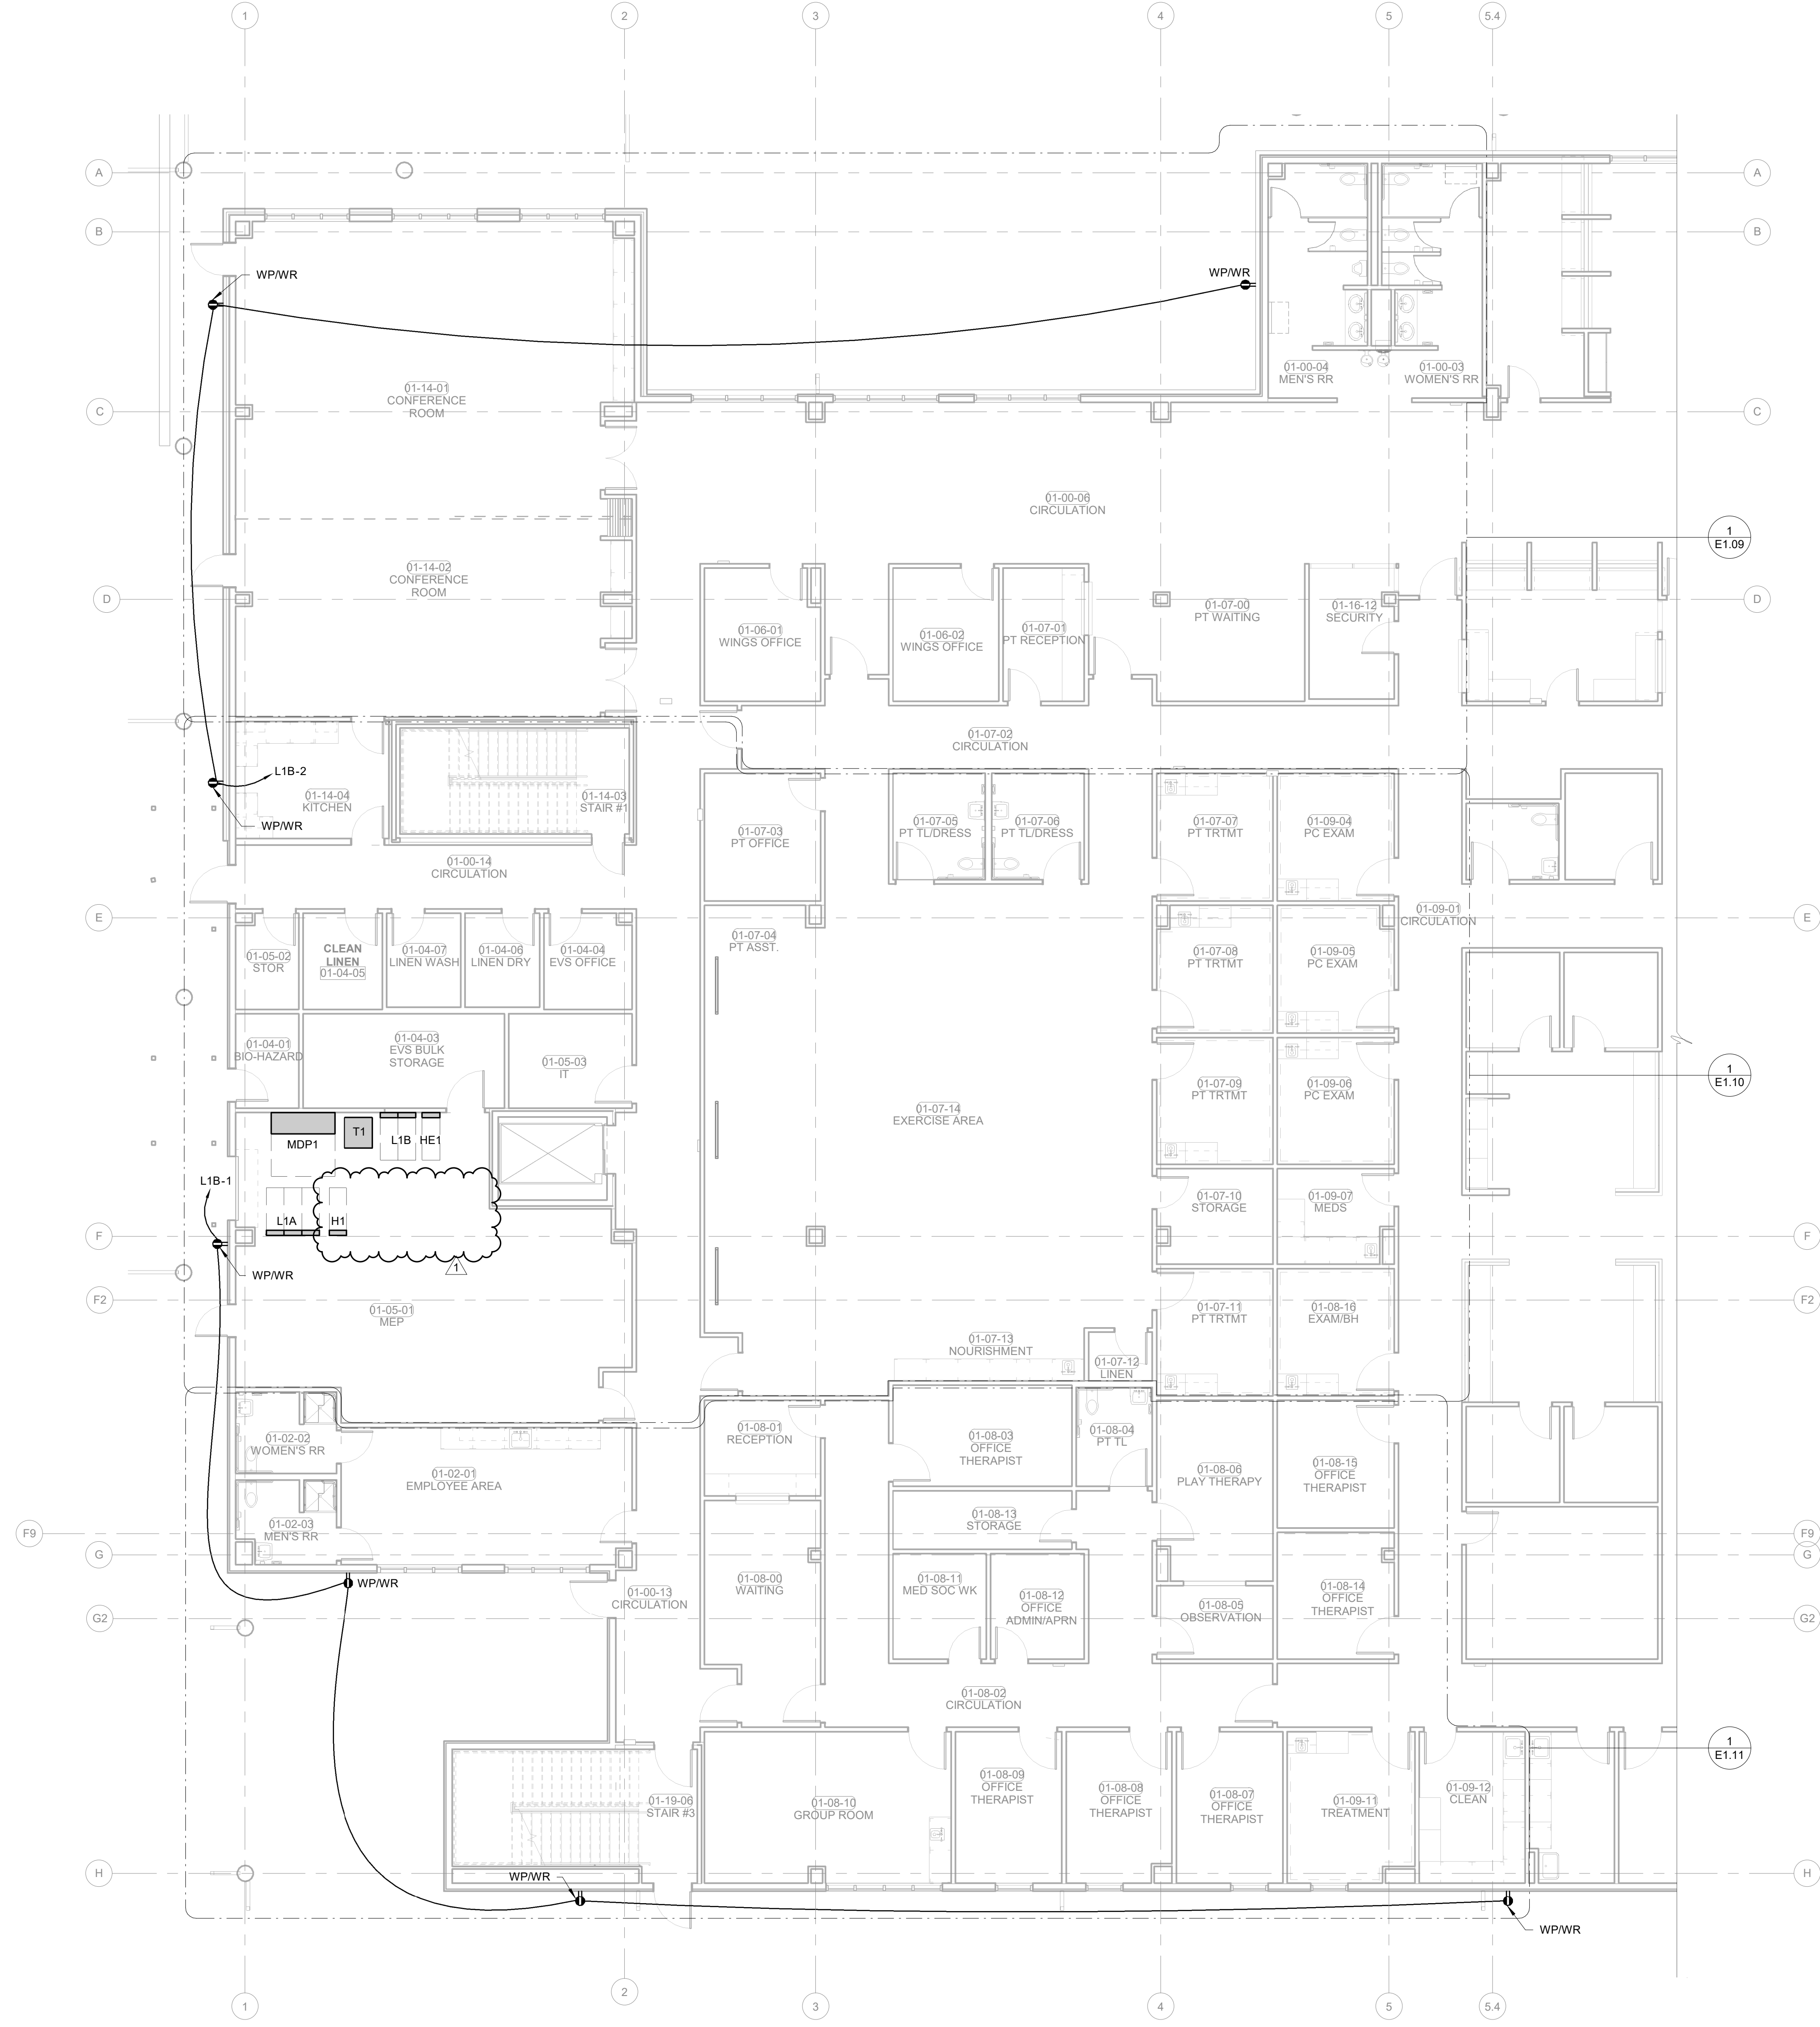 1
2
3
4
5
5.4
A
A
B
B
WP/WR
WP/WR
01-00-04
MEN'S RR
01-00-03
WOMEN'S RR
01-14-01
CONFERENCE
ROOM
C
C
01-00-06
CIRCULATION
1
E1.09
01-14-02
CONFERENCE
ROOM
D
D
01-06-01
WINGS OFFICE
01-06-02
WINGS OFFICE
01-07-01
PT RECEPTION
01-07-00
PT WAITING
01-16-12
SECURITY
01-07-02
CIRCULATION
L1B-2
WP/WR
01-14-04
KITCHEN
01-14-03
STAIR #1
01-07-03
PT OFFICE
01-07-05
PT TL/DRESS
01-07-06
PT TL/DRESS
01-07-07
PT TRTMT
01-09-04
PC EXAM
01-00-14
CIRCULATION
E
E
01-09-01
CIRCULATION
01-05-02
STOR
CLEAN
LINEN
01-04-05
01-04-07
LINEN WASH
01-04-06
LINEN DRY
01-04-04
EVS OFFICE
01-07-04
PT ASST.
01-07-08
PT TRTMT
01-09-05
PC EXAM
01-04-01
BIO-HAZARD
01-04-03
EVS BULK
STORAGE
01-05-03
IT
1
E1.10
01-07-09
PT TRTMT
01-09-06
PC EXAM
01-07-14
EXERCISE AREA
MDP1
T1
L1B
HE1
L1B-1
L1A
H1
01-07-10
STORAGE
01-09-07
MEDS
F
F
WP/WR
1
F2
F2
01-05-01
MEP
01-07-11
PT TRTMT
01-08-16
EXAM/BH
01-07-13
NOURISHMENT
01-07-12
LINEN
01-02-02
WOMEN'S RR
01-08-01
RECEPTION
01-08-03
OFFICE
THERAPIST
01-08-04
PT TL
01-02-01
EMPLOYEE AREA
01-08-06
PLAY THERAPY
01-08-15
OFFICE
THERAPIST
01-02-03
MEN'S RR
01-08-13
STORAGE
F9
F9
G
G
WP/WR
01-00-13
CIRCULATION
01-08-00
WAITING
01-08-11
MED SOC WK
01-08-12
OFFICE
ADMIN/APRN
01-08-05
OBSERVATION
01-08-14
OFFICE
THERAPIST
G2
G2
01-08-02
CIRCULATION
1
E1.11
01-19-06
STAIR #3
01-08-10
GROUP ROOM
01-08-09
OFFICE
THERAPIST
01-08-08
OFFICE
THERAPIST
01-08-07
OFFICE
THERAPIST
01-09-11
TREATMENT
01-09-12
CLEAN
H
H
WP/WR
WP/WR
1
2
3
4
5
5.4